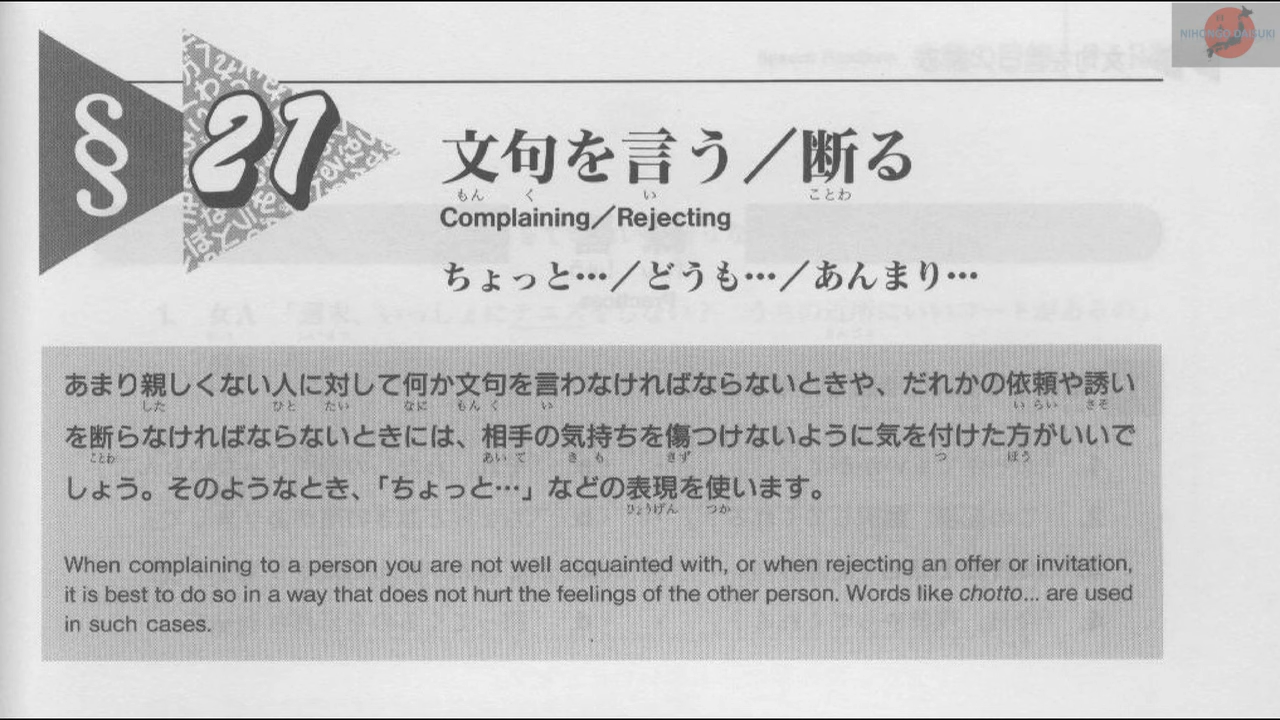 NIHONGO DAISUKI
§ 21
文句を言う／断る
もん く い ことわ
Complaining／Rejecting
ちょっと…／どうも…／あんまり…
あまり親しくない人に対して何か文句を言わなければならないときや、だれかの依頼や誘い
した ひと たい なに もん く い い らい さそ
を断らなければならないときには、相手の気持ちを傷つけないように気を付けた方がいいで
ことわ あい て き も きず つ ほう
しょう。そのようなとき、「ちょっと…」などの表現を使います。
ひょうげん つか
When complaining to a person you are not well acquainted with, or when rejecting an offer or invitation,
it is best to do so in a way that does not hurt the feelings of the other person. Words like chotto... are used
in such cases.